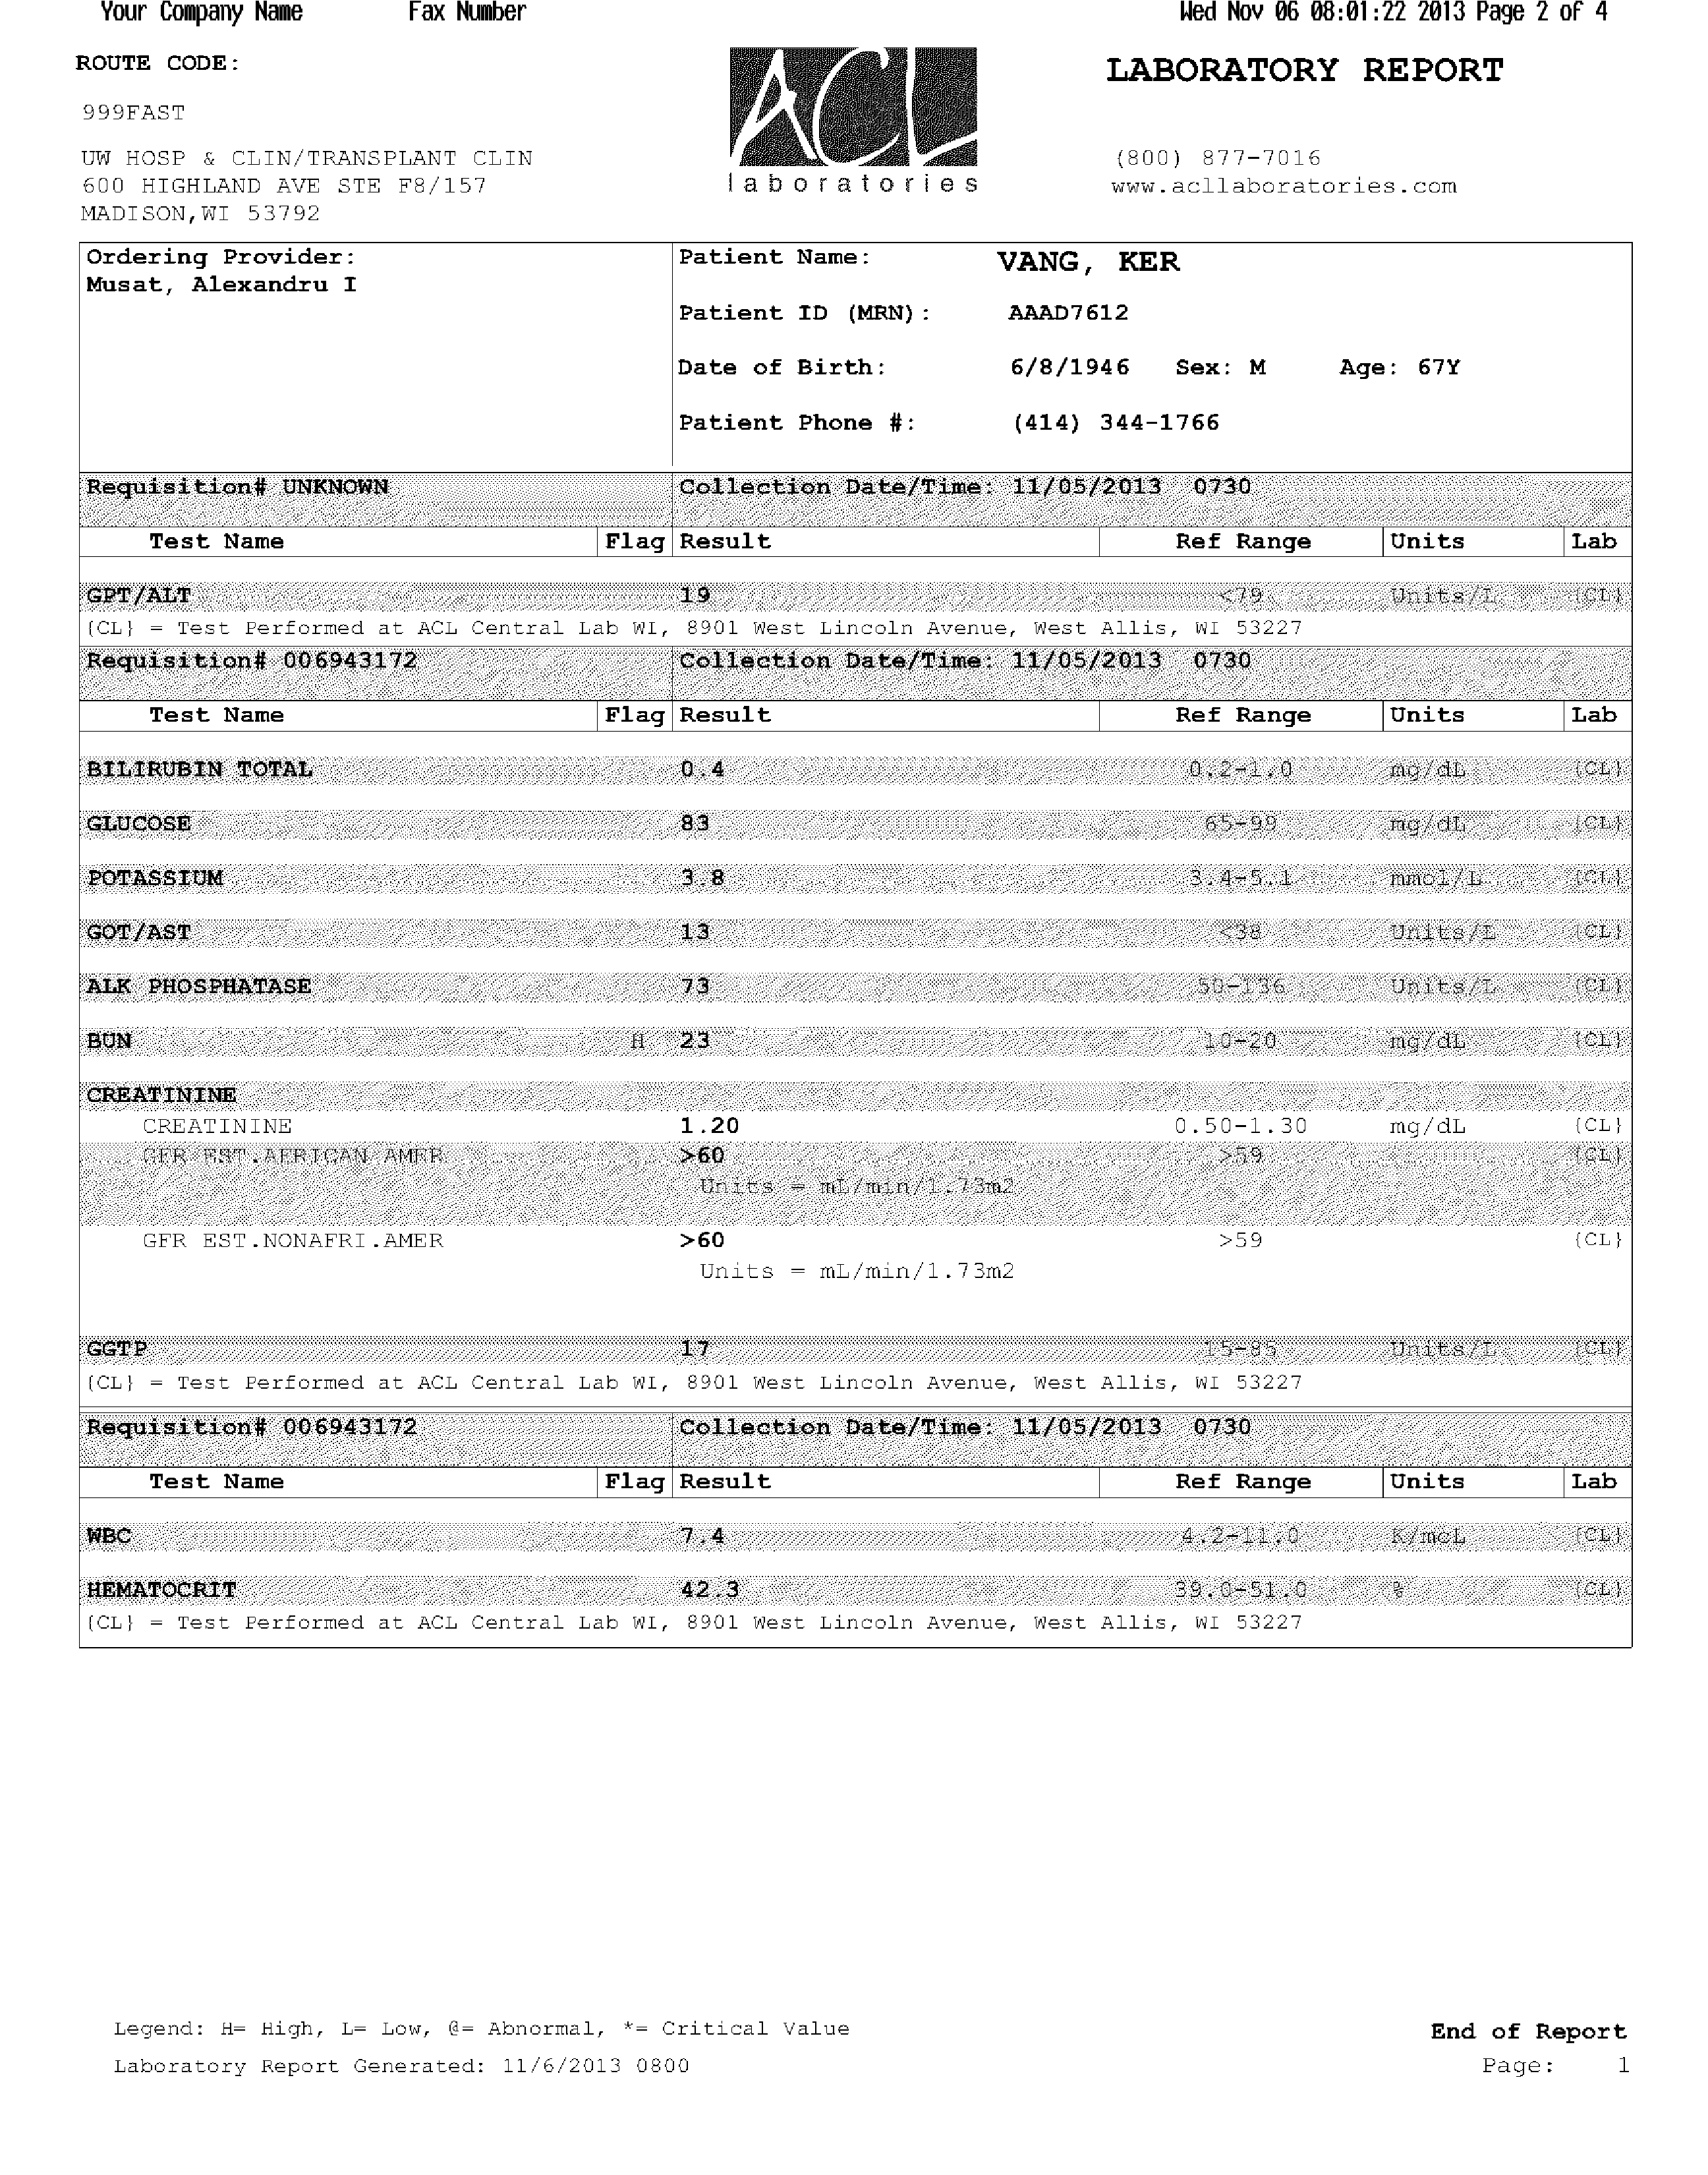 Your Company Name Fax Number Wed Nov 06 08:01:22 2013 Page 2 of 4
ROUTE CODE:
999FAST
UW HOSP & CLIN/TRANSPLANT CLIN
600 HIGHLAND AVE STE F8/157
MADISON,WI 53792
ACL
laboratories
LABORATORY REPORT
(800) 877-7016
www.acllaboratories.com
Ordering Provider:
Musat, Alexandru I
Patient Name: VANG, KER
Patient ID (MRN): AAAD7612
Date of Birth: 6/8/1946 Sex: M Age: 67Y
Patient Phone #: (414) 344-1766
Requisition# UNKNOWN Collection Date/Time: 11/05/2013 0730
Test Name Flag Result Ref Range Units Lab
GPT/ALT 19 <79 Units/L {CL}
{CL} = Test Performed at ACL Central Lab WI, 8901 West Lincoln Avenue, West Allis, WI 53227
Requisition# 006943172 Collection Date/Time: 11/05/2013 0730
Test Name Flag Result Ref Range Units Lab
BILIRUBIN TOTAL 0.4 0.2-1.0 mg/dL {CL}
GLUCOSE 83 65-99 mg/dL {CL}
POTASSIUM 3.8 3.4-5.1 mmol/L {CL}
GOT/AST 13 <38 Units/L {CL}
ALK PHOSPHATASE 73 50-136 Units/L {CL}
BUN H 23 10-20 mg/dL {CL}
CREATININE
CREATININE 1.20 0.50-1.30 mg/dL {CL}
GFR EST.AFRICAN AMER >60 >59 {CL}
Units = mL/min/1.73m2
GFR EST.NONAFRI.AMER >60 >59 {CL}
Units = mL/min/1.73m2
GGTP 17 15-85 Units/L {CL}
{CL} = Test Performed at ACL Central Lab WI, 8901 West Lincoln Avenue, West Allis, WI 53227
Requisition# 006943172 Collection Date/Time: 11/05/2013 0730
Test Name Flag Result Ref Range Units Lab
WBC 7.4 4.2-11.0 K/mcL {CL}
HEMATOCRIT 42.3 39.0-51.0 % {CL}
{CL} = Test Performed at ACL Central Lab WI, 8901 West Lincoln Avenue, West Allis, WI 53227
Legend: H= High, L= Low, @= Abnormal, *= Critical Value
End of Report
Laboratory Report Generated: 11/6/2013 0800
Page: 1